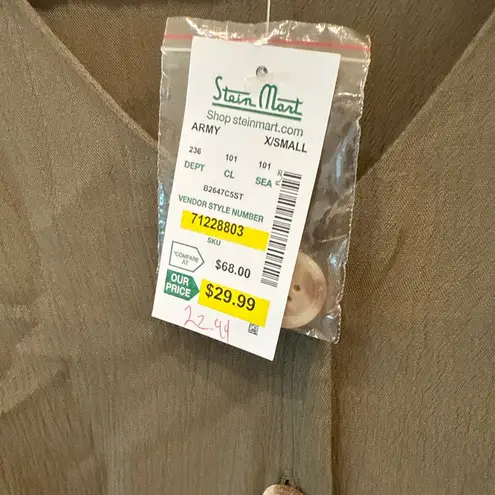 Stein Mart
Shop steinmart.com
ARMY X/SMALL
236 101 101
DEPT CL SEA
B2647C5ST
VENDOR STYLE NUMBER
71228803
SKU
*COMPARE AT $68.00
OUR PRICE $29.99
22.94